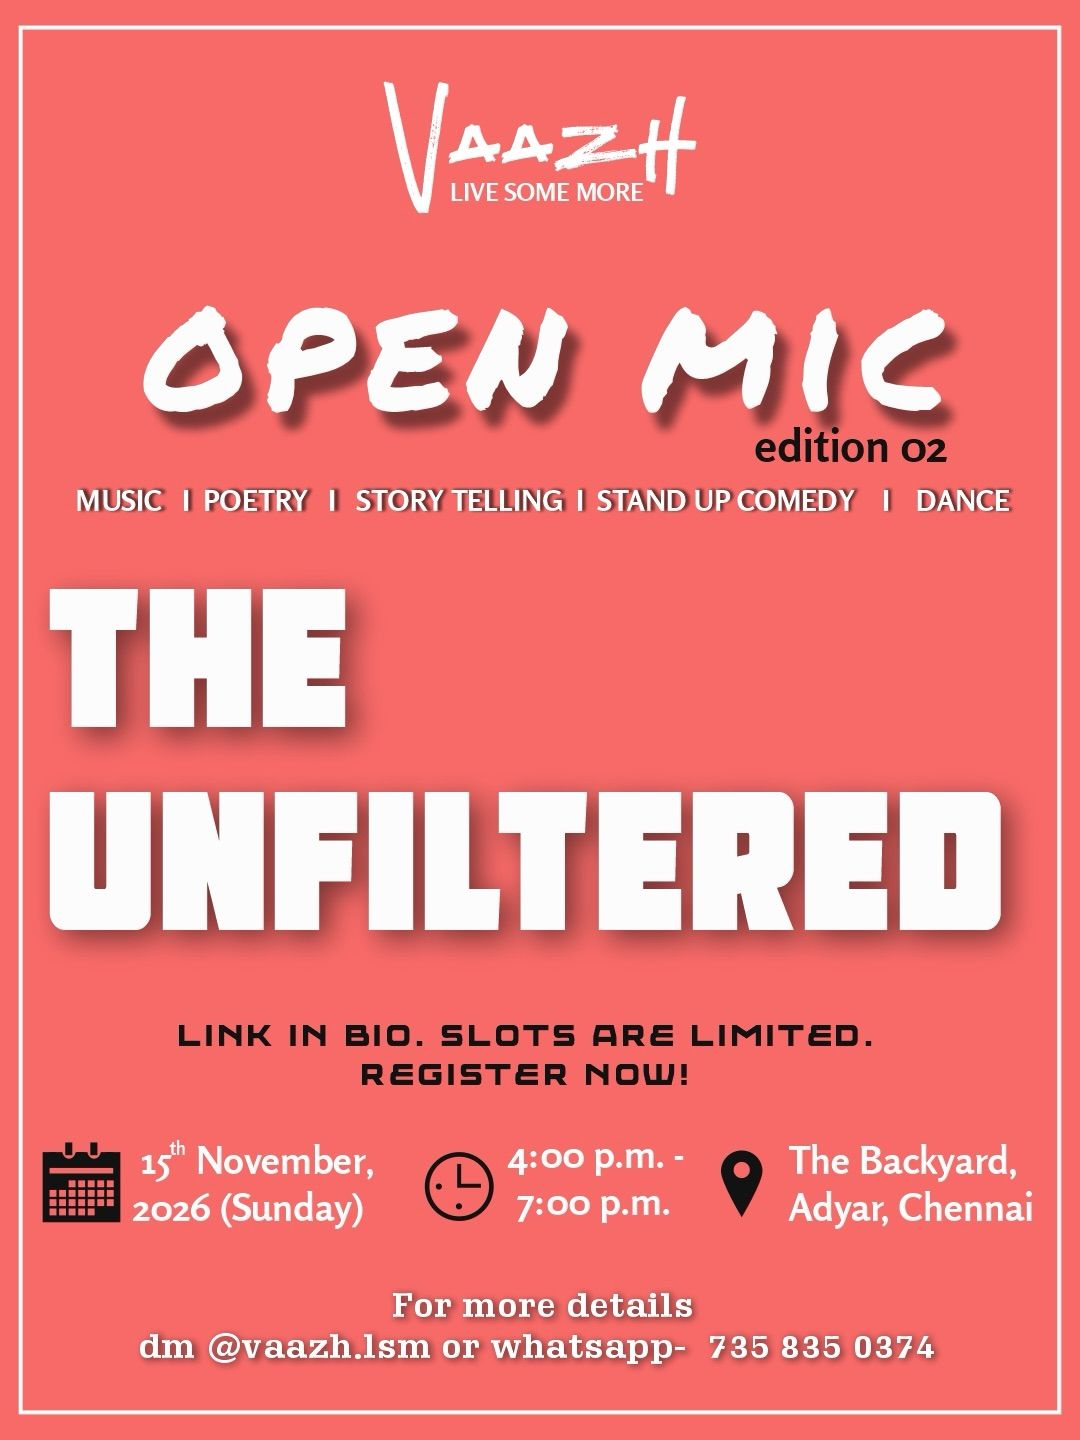 VAAZH
LIVE SOME MORE
OPEN MIC
edition 02
MUSIC I POETRY I STORY TELLING I STAND UP COMEDY I DANCE
THE
UNFILTERED
LINK IN BIO. SLOTS ARE LIMITED.
REGISTER NOW!
15th November,
2026 (Sunday)
4:00 p.m. -
7:00 p.m.
The Backyard,
Adyar, Chennai
For more details
dm @vaazh.lsm or whatsapp- 735 835 0374